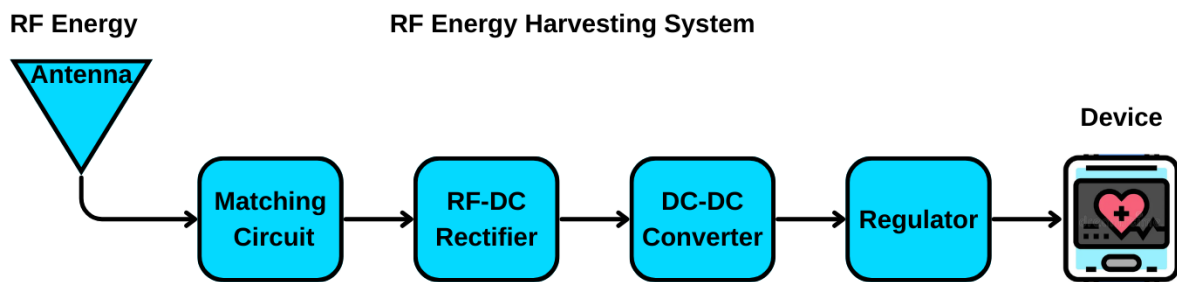 RF Energy
RF Energy Harvesting System
Antenna
Device
Matching
Circuit
RF-DC
Rectifier
DC-DC
Converter
Regulator